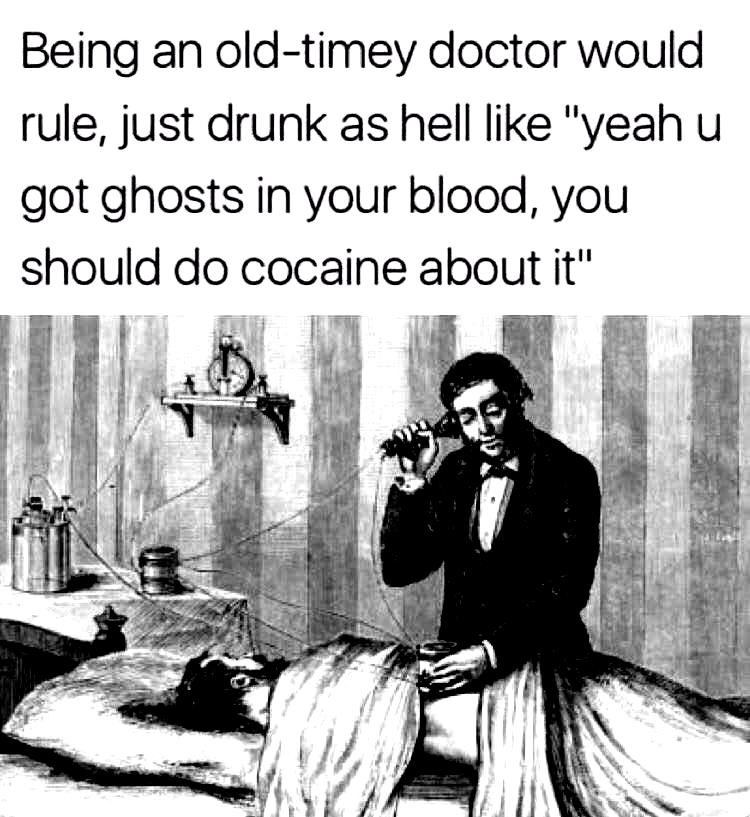 Being an old-timey doctor would
rule, just drunk as hell like "yeah u
got ghosts in your blood, you
should do cocaine about it"